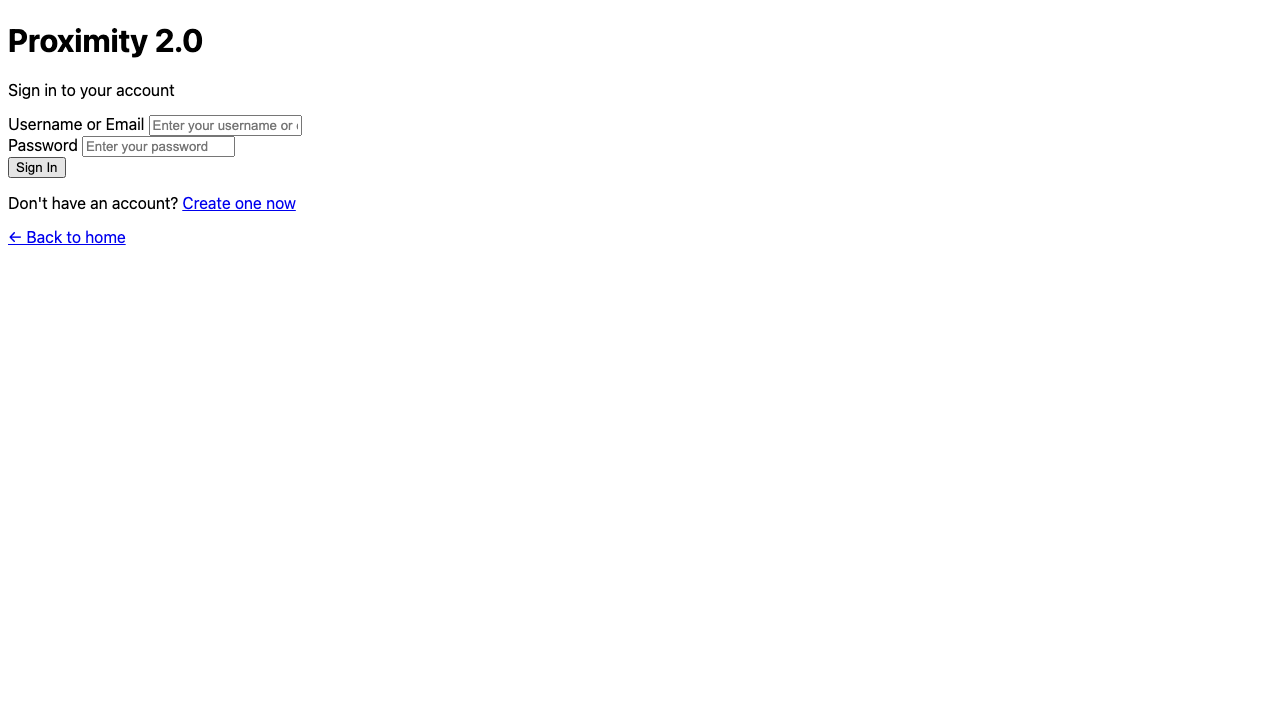 Proximity 2.0
Sign in to your account
Username or Email Enter your username or
Password Enter your password
Sign In
Don't have an account? Create one now
← Back to home